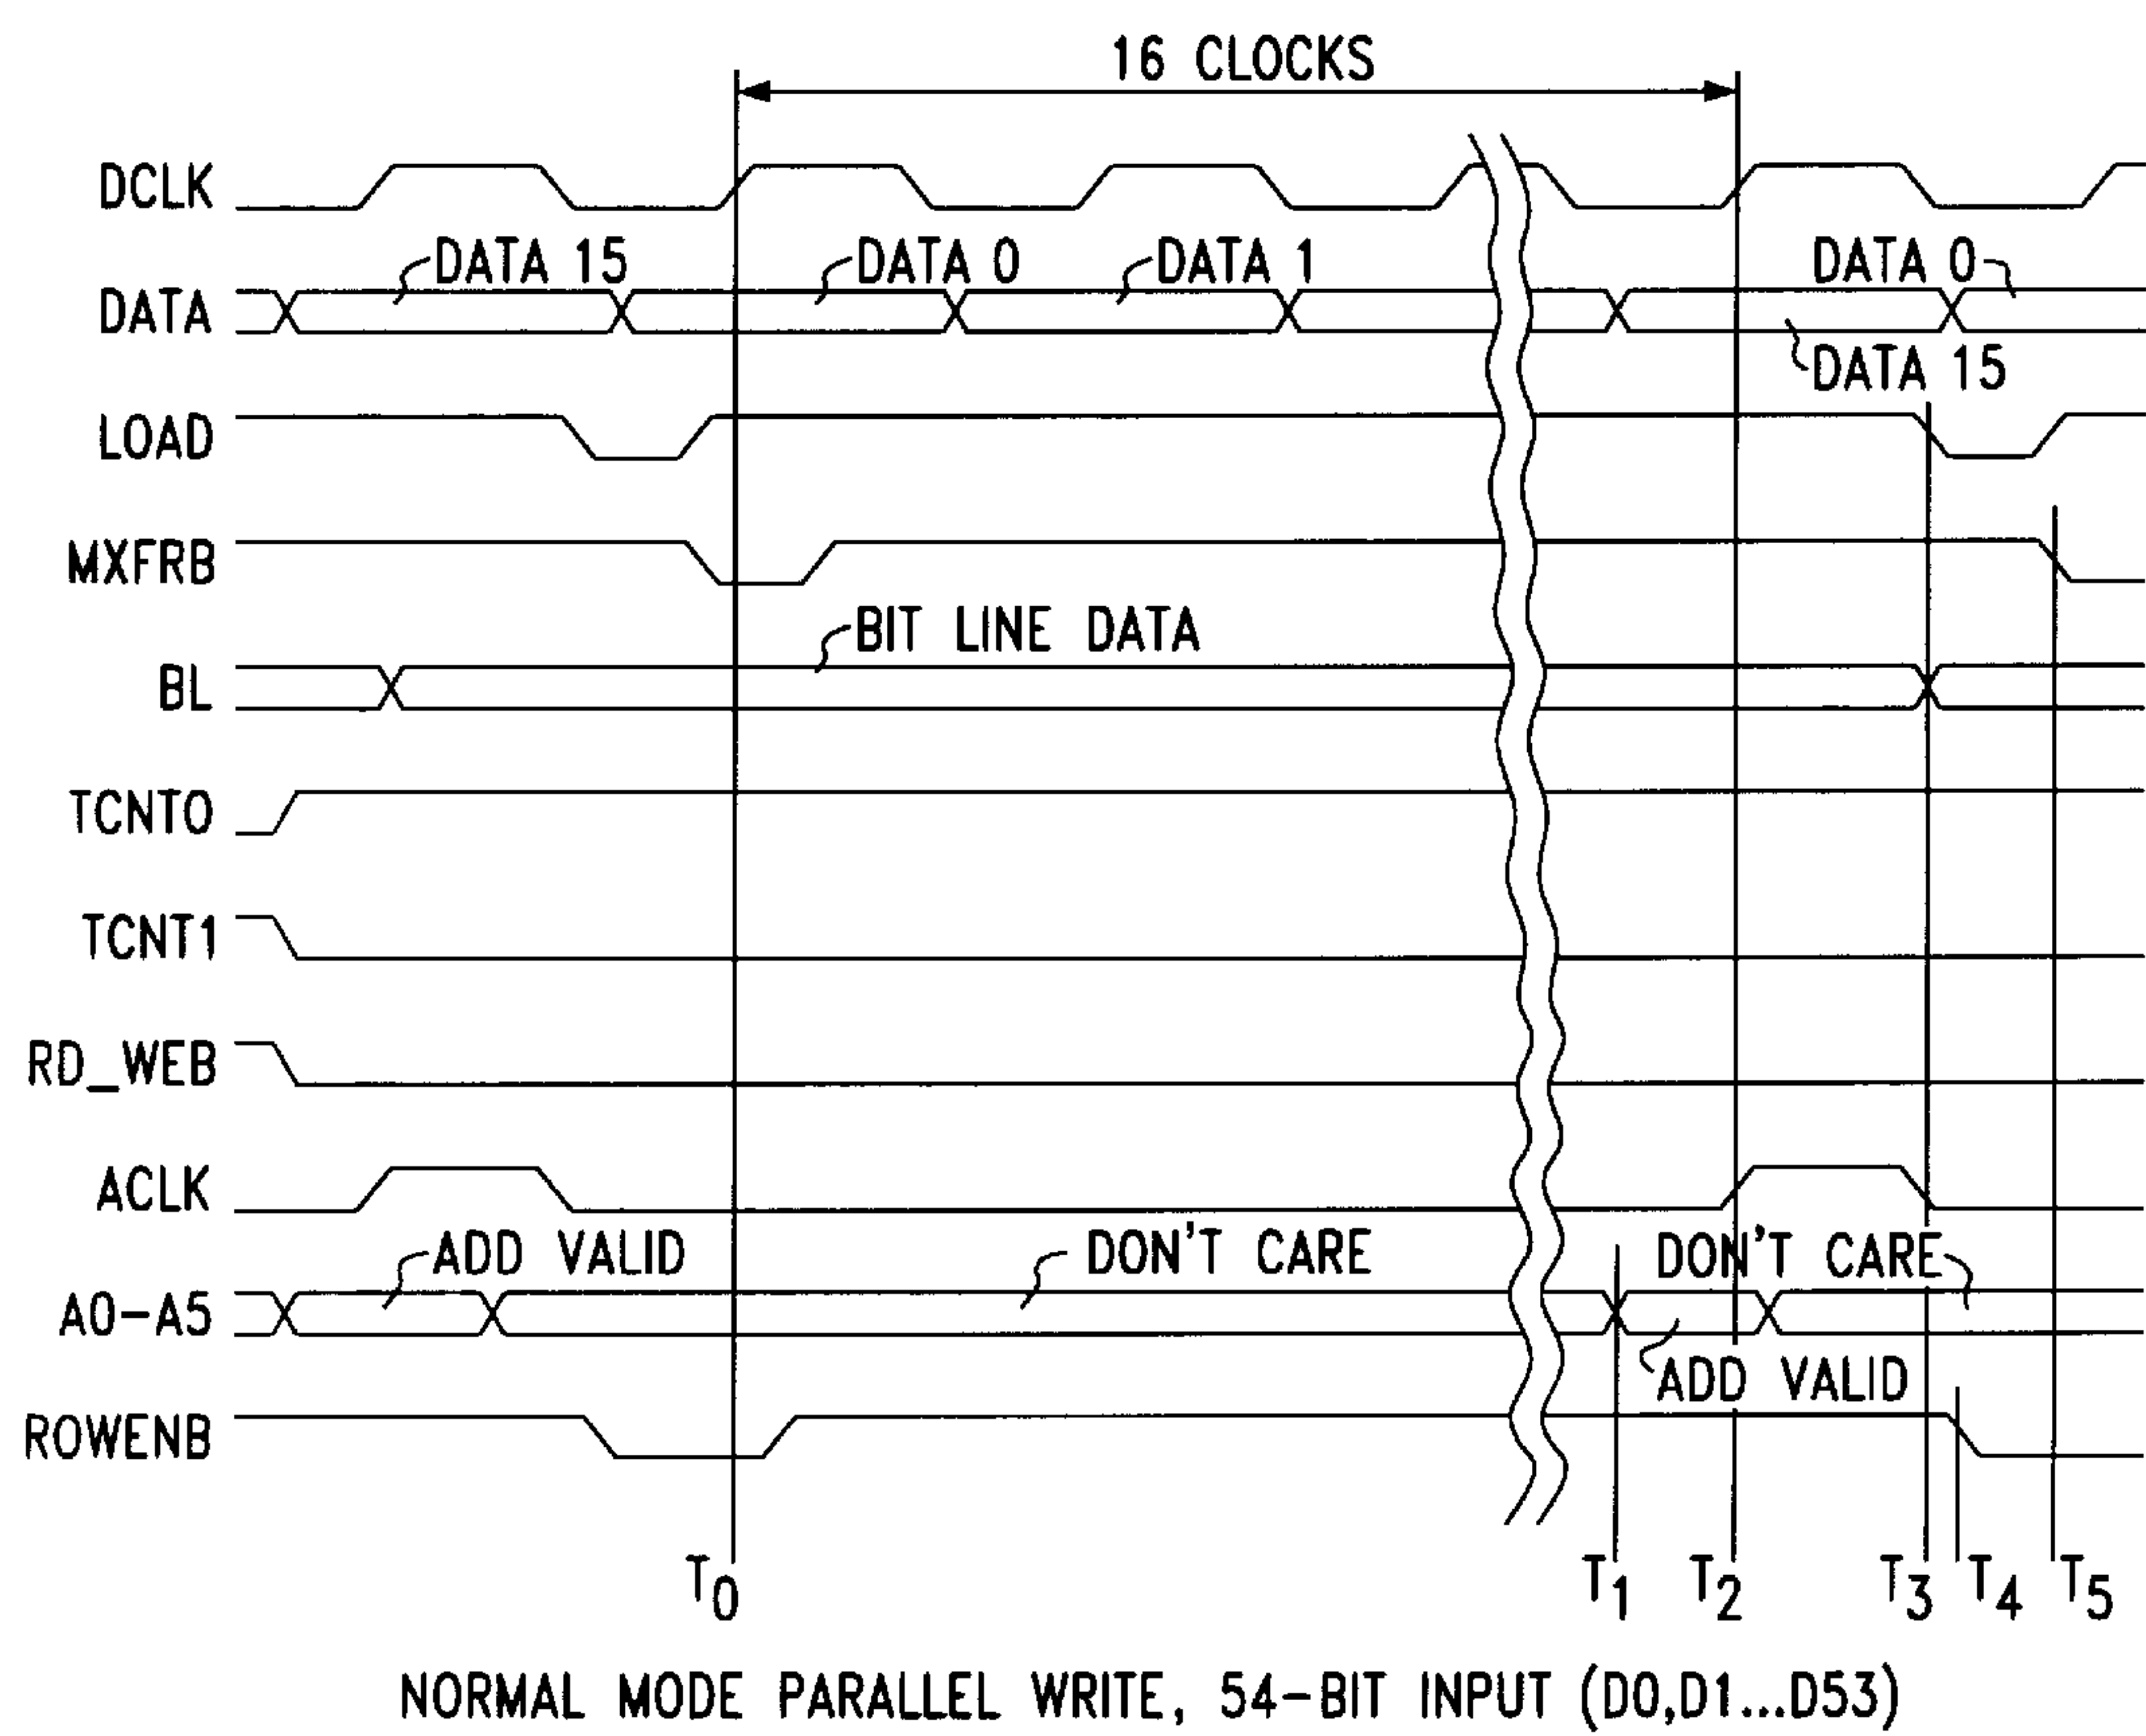 16 CLOCKS
DCLK
DATA 15 DATA 0 DATA 1 DATA 0
DATA
DATA 15
LOAD
MXFRB
BIT LINE DATA
BL
TCNT0
TCNT1
RD_WEB
ACLK
ADD VALID DON'T CARE DON'T CARE
A0-A5
ADD VALID
ROWENB
T0 T1 T2 T3 T4 T5
NORMAL MODE PARALLEL WRITE, 54-BIT INPUT (D0,D1...D53)